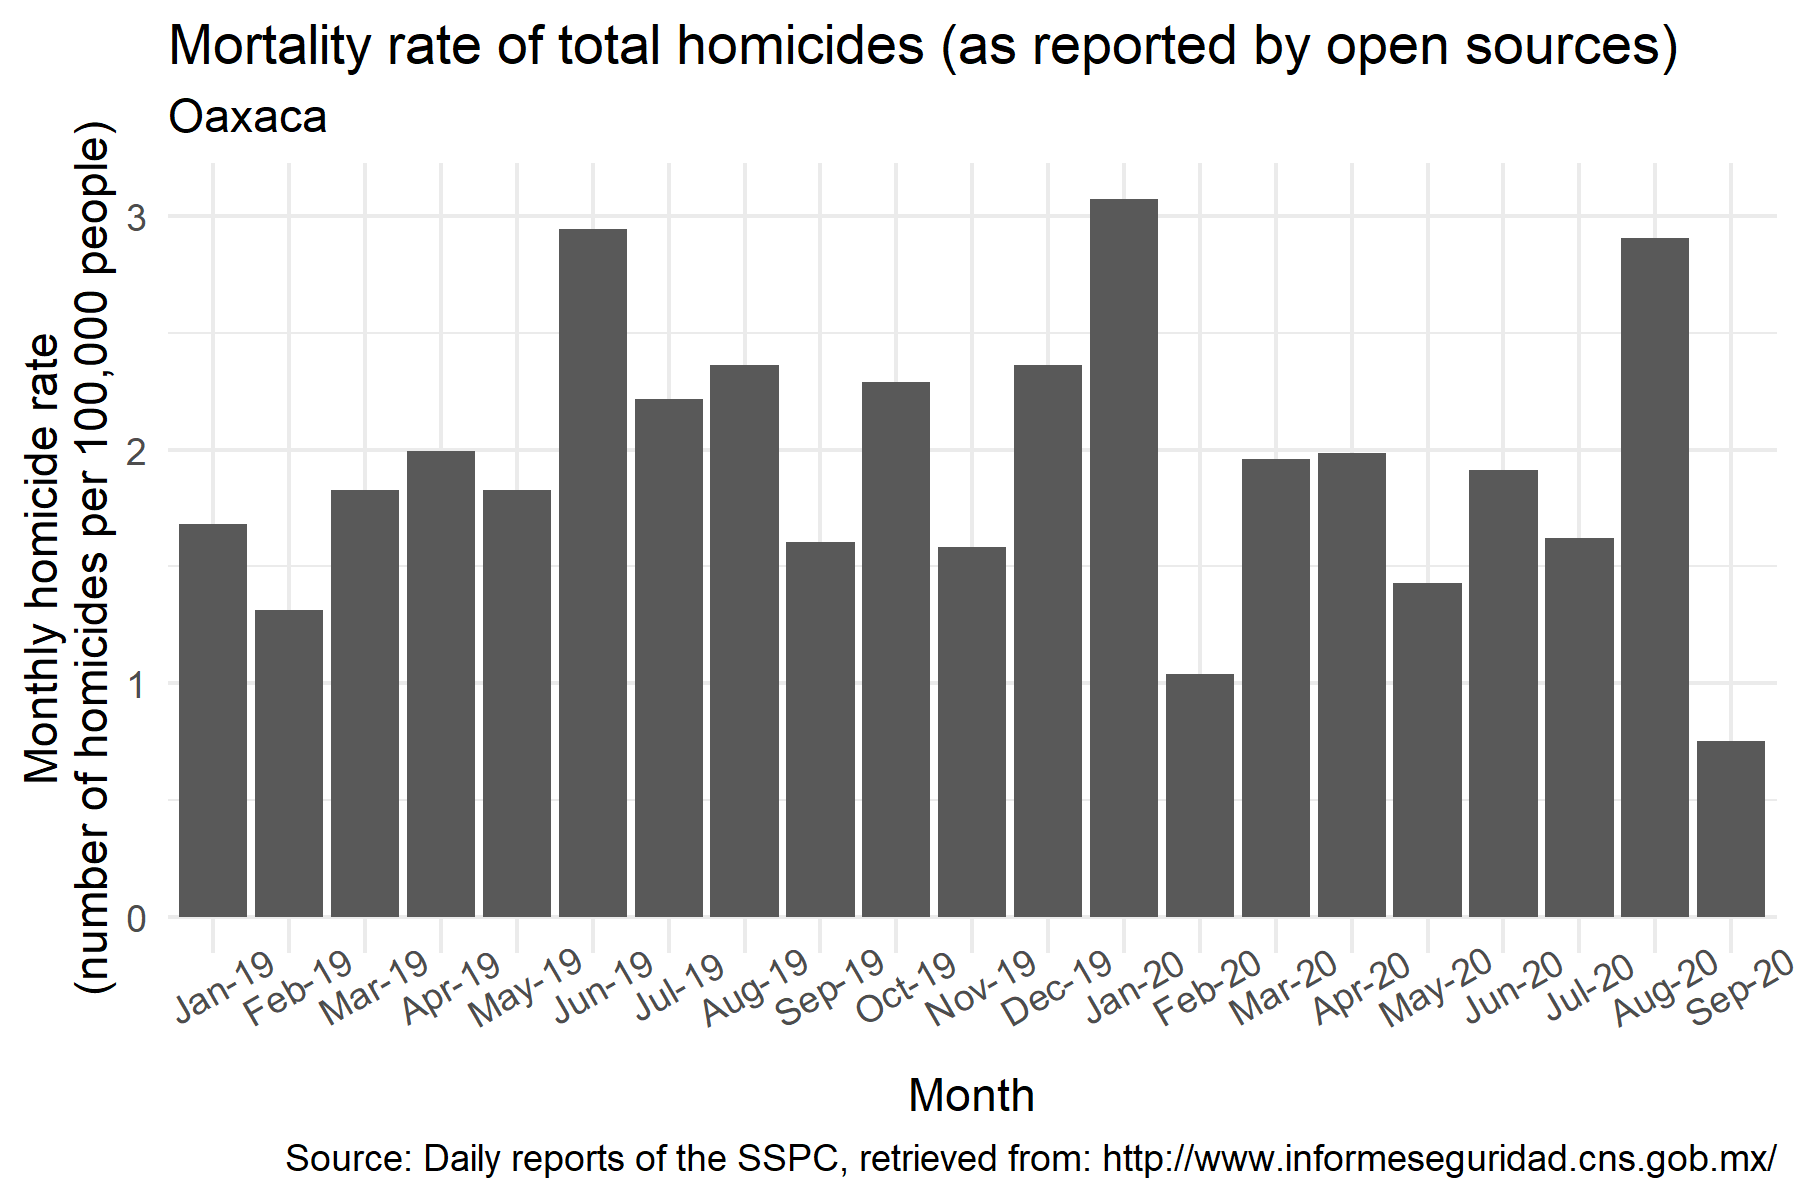 Mortality rate of total homicides (as reported by open sources)
Oaxaca
Monthly homicide rate
(number of homicides per 100,000 people)
3
2
1
0
Jan-19
Feb-19
Mar-19
Apr-19
May-19
Jun-19
Jul-19
Aug-19
Sep-19
Oct-19
Nov-19
Dec-19
Jan-20
Feb-20
Mar-20
Apr-20
May-20
Jun-20
Jul-20
Aug-20
Sep-20
Month
Source: Daily reports of the SSPC, retrieved from: http://www.informeseguridad.cns.gob.mx/